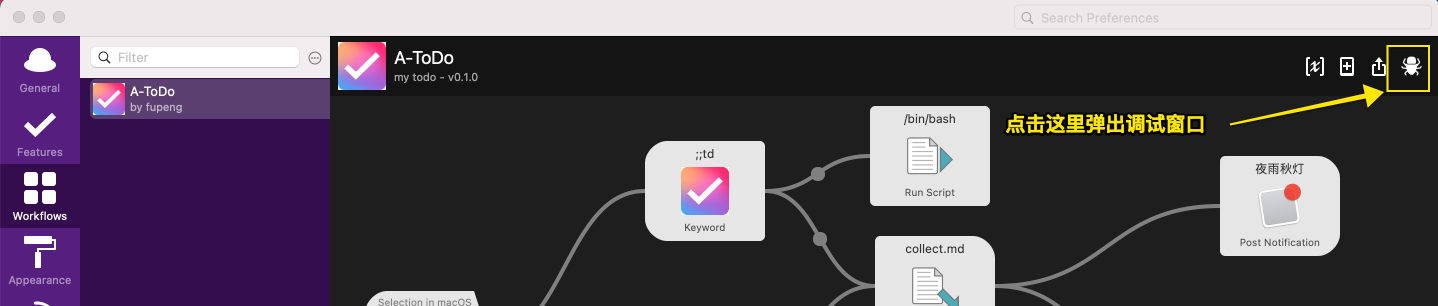 Search Preferences
General
Features
Workflows
Appearance
Filter
A-ToDo
by fupeng
A-ToDo
my todo - v0.1.0
点击这里弹出调试窗口
/bin/bash
Run Script
;;td
Keyword
夜雨秋灯
Post Notification
collect.md
Selection in macOS